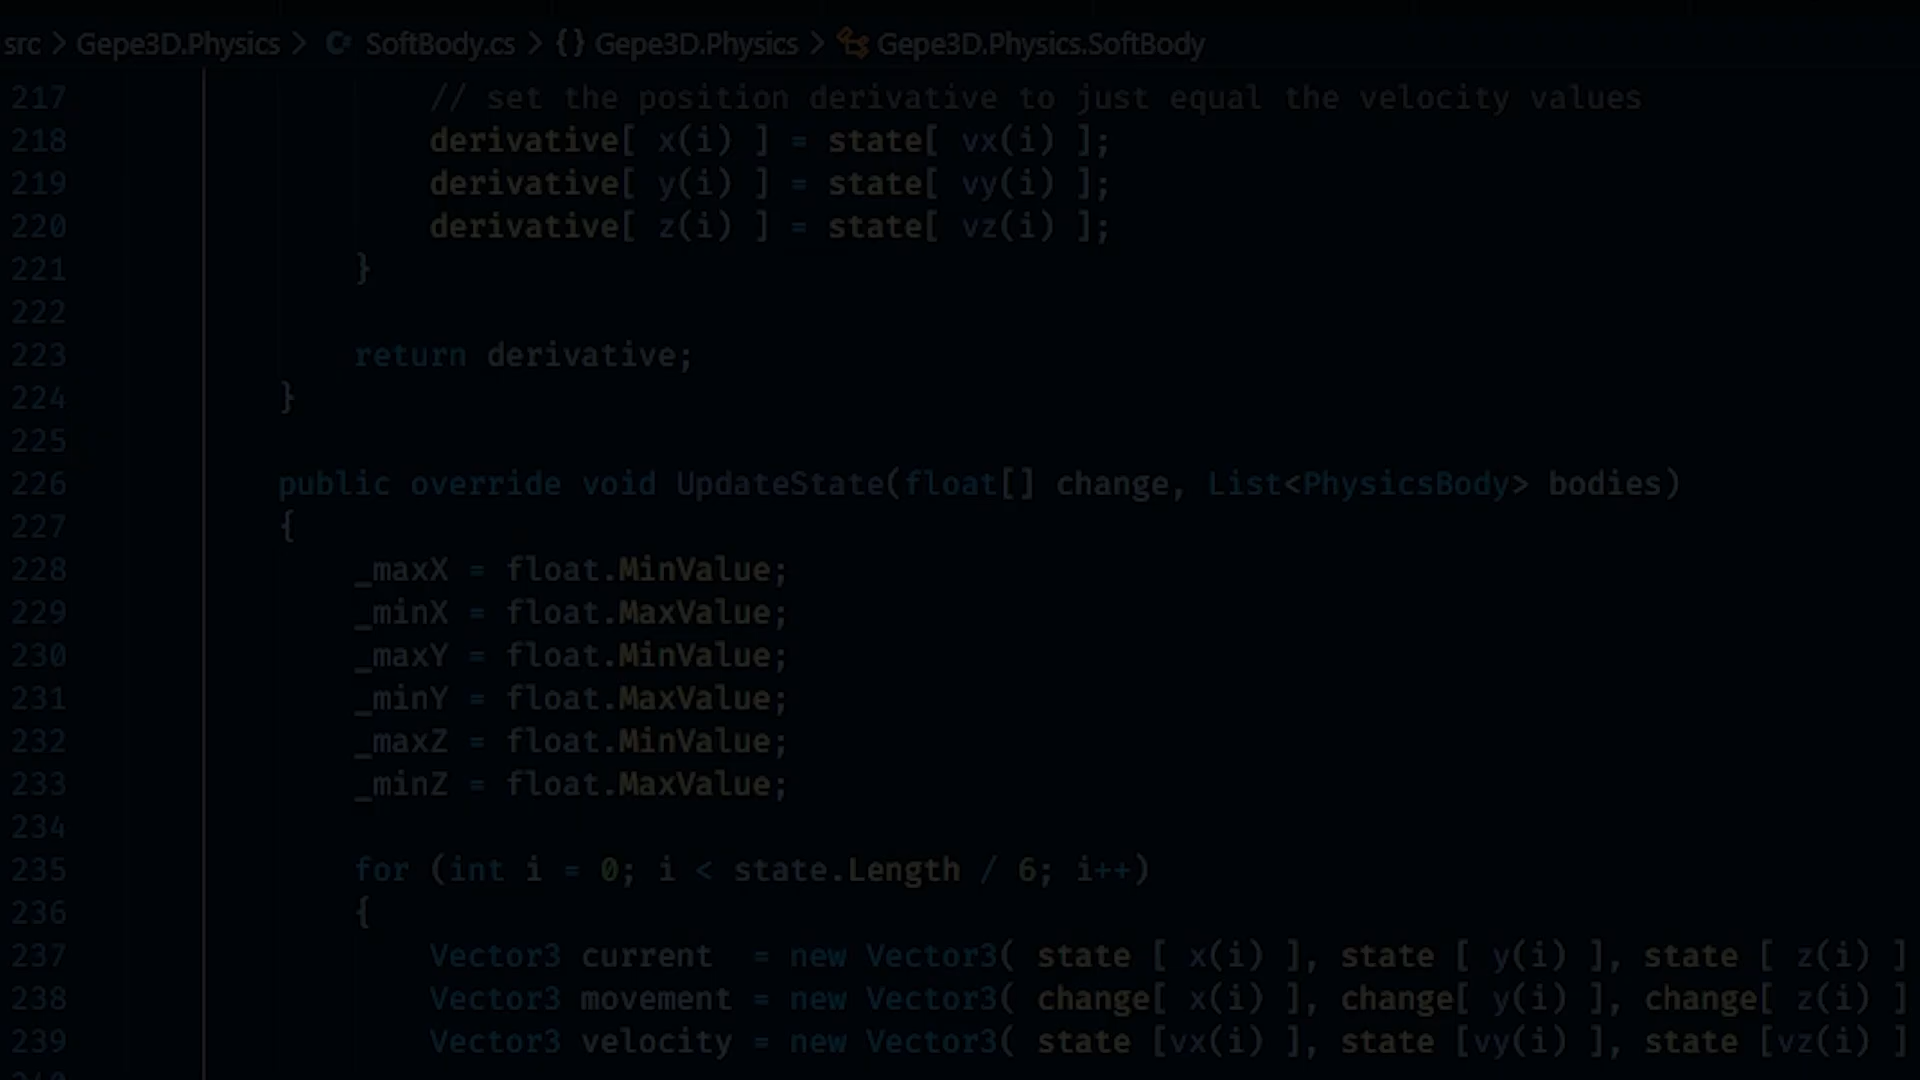 src > Gepe3D.Physics > SoftBody.cs > {} Gepe3D.Physics > Gepe3D.Physics.SoftBody
217 // set the position derivative to just equal the velocity values
218 derivative[ x(i) ] = state[ vx(i) ];
219 derivative[ y(i) ] = state[ vy(i) ];
220 derivative[ z(i) ] = state[ vz(i) ];
221 }
222
223 return derivative;
224 }
225
226 public override void UpdateState(float[] change, List<PhysicsBody> bodies)
227 {
228 _maxX = float.MinValue;
229 _minX = float.MaxValue;
230 _maxY = float.MinValue;
231 _minY = float.MaxValue;
232 _maxZ = float.MinValue;
233 _minZ = float.MaxValue;
234
235 for (int i = 0; i < state.Length / 6; i++)
236 {
237 Vector3 current  = new Vector3( state [ x(i) ], state [ y(i) ], state [ z(i) ]
238 Vector3 movement = new Vector3( change[ x(i) ], change[ y(i) ], change[ z(i) ]
239 Vector3 velocity = new Vector3( state [vx(i) ], state [vy(i) ], state [vz(i) ]